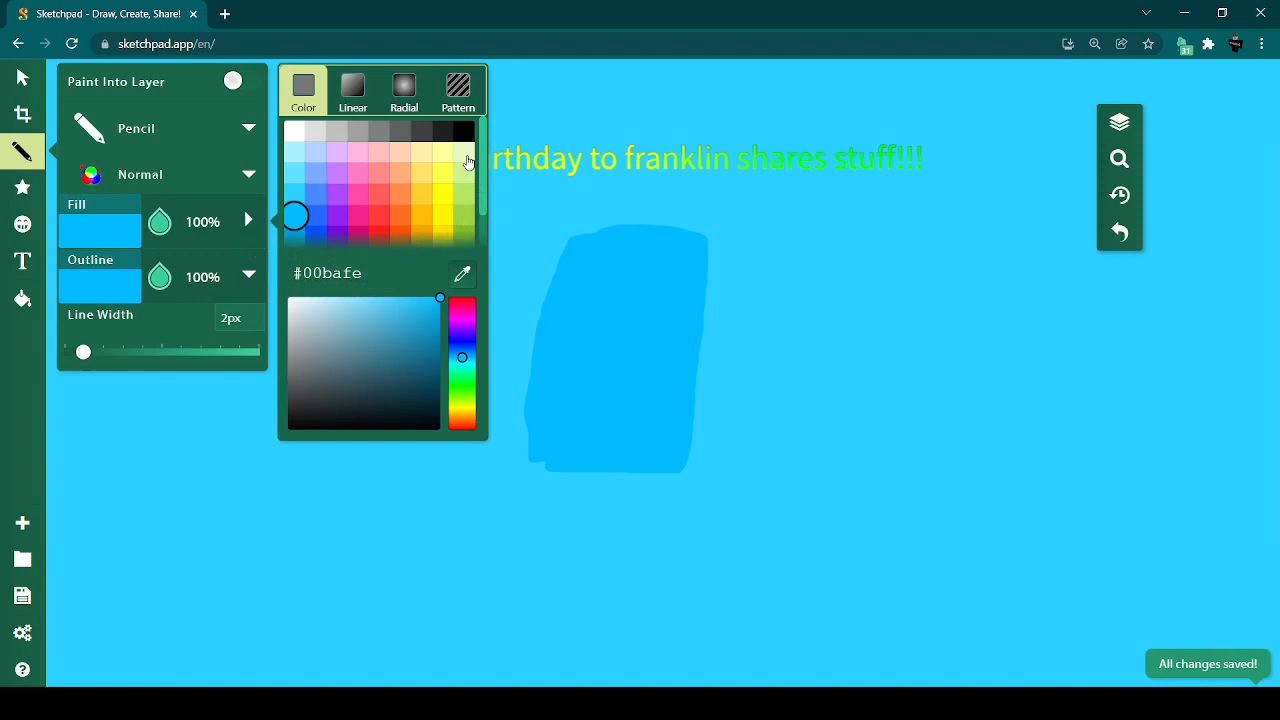 Sketchpad - Draw, Create, Share!
sketchpad.app/en/
31
Paint Into Layer
Pencil
Normal
Fill
100%
Outline
100%
Line Width
2px
Color
Linear
Radial
Pattern
#00bafe
rthday to franklin shares stuff!!!
T
?
All changes saved!